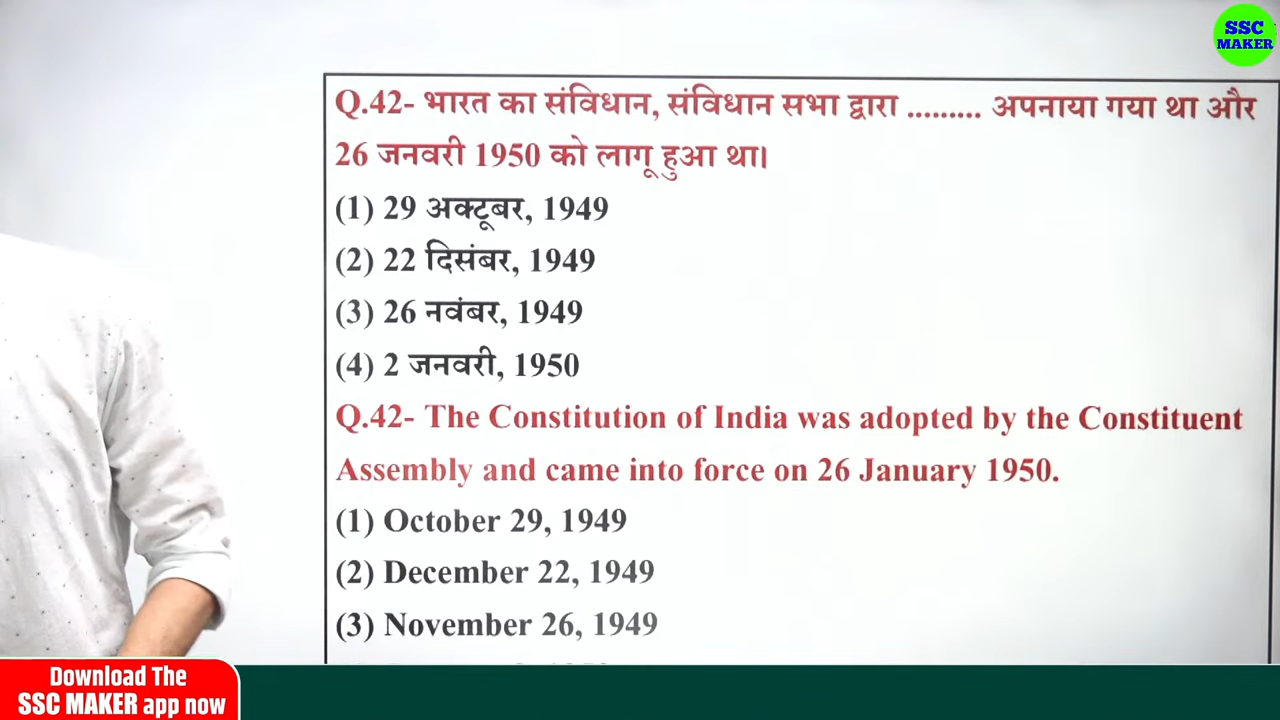 SSC
MAKER
Q.42- भारत का संविधान, संविधान सभा द्वारा ......... अपनाया गया था और
26 जनवरी 1950 को लागू हुआ था।
(1) 29 अक्टूबर, 1949
(2) 22 दिसंबर, 1949
(3) 26 नवंबर, 1949
(4) 2 जनवरी, 1950
Q.42- The Constitution of India was adopted by the Constituent
Assembly and came into force on 26 January 1950.
(1) October 29, 1949
(2) December 22, 1949
(3) November 26, 1949
Download The
SSC MAKER app now